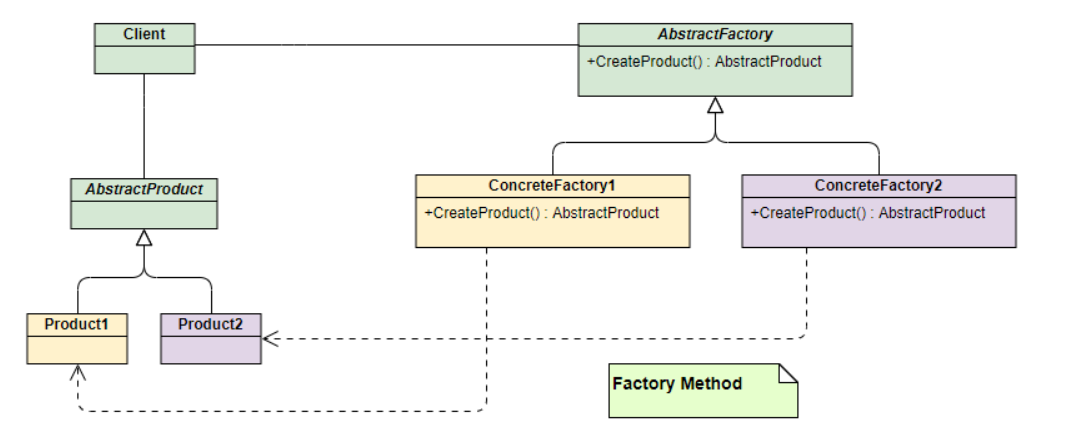 Client
AbstractFactory
+CreateProduct() : AbstractProduct
AbstractProduct
ConcreteFactory1
+CreateProduct() : AbstractProduct
ConcreteFactory2
+CreateProduct() : AbstractProduct
Product1
Product2
Factory Method